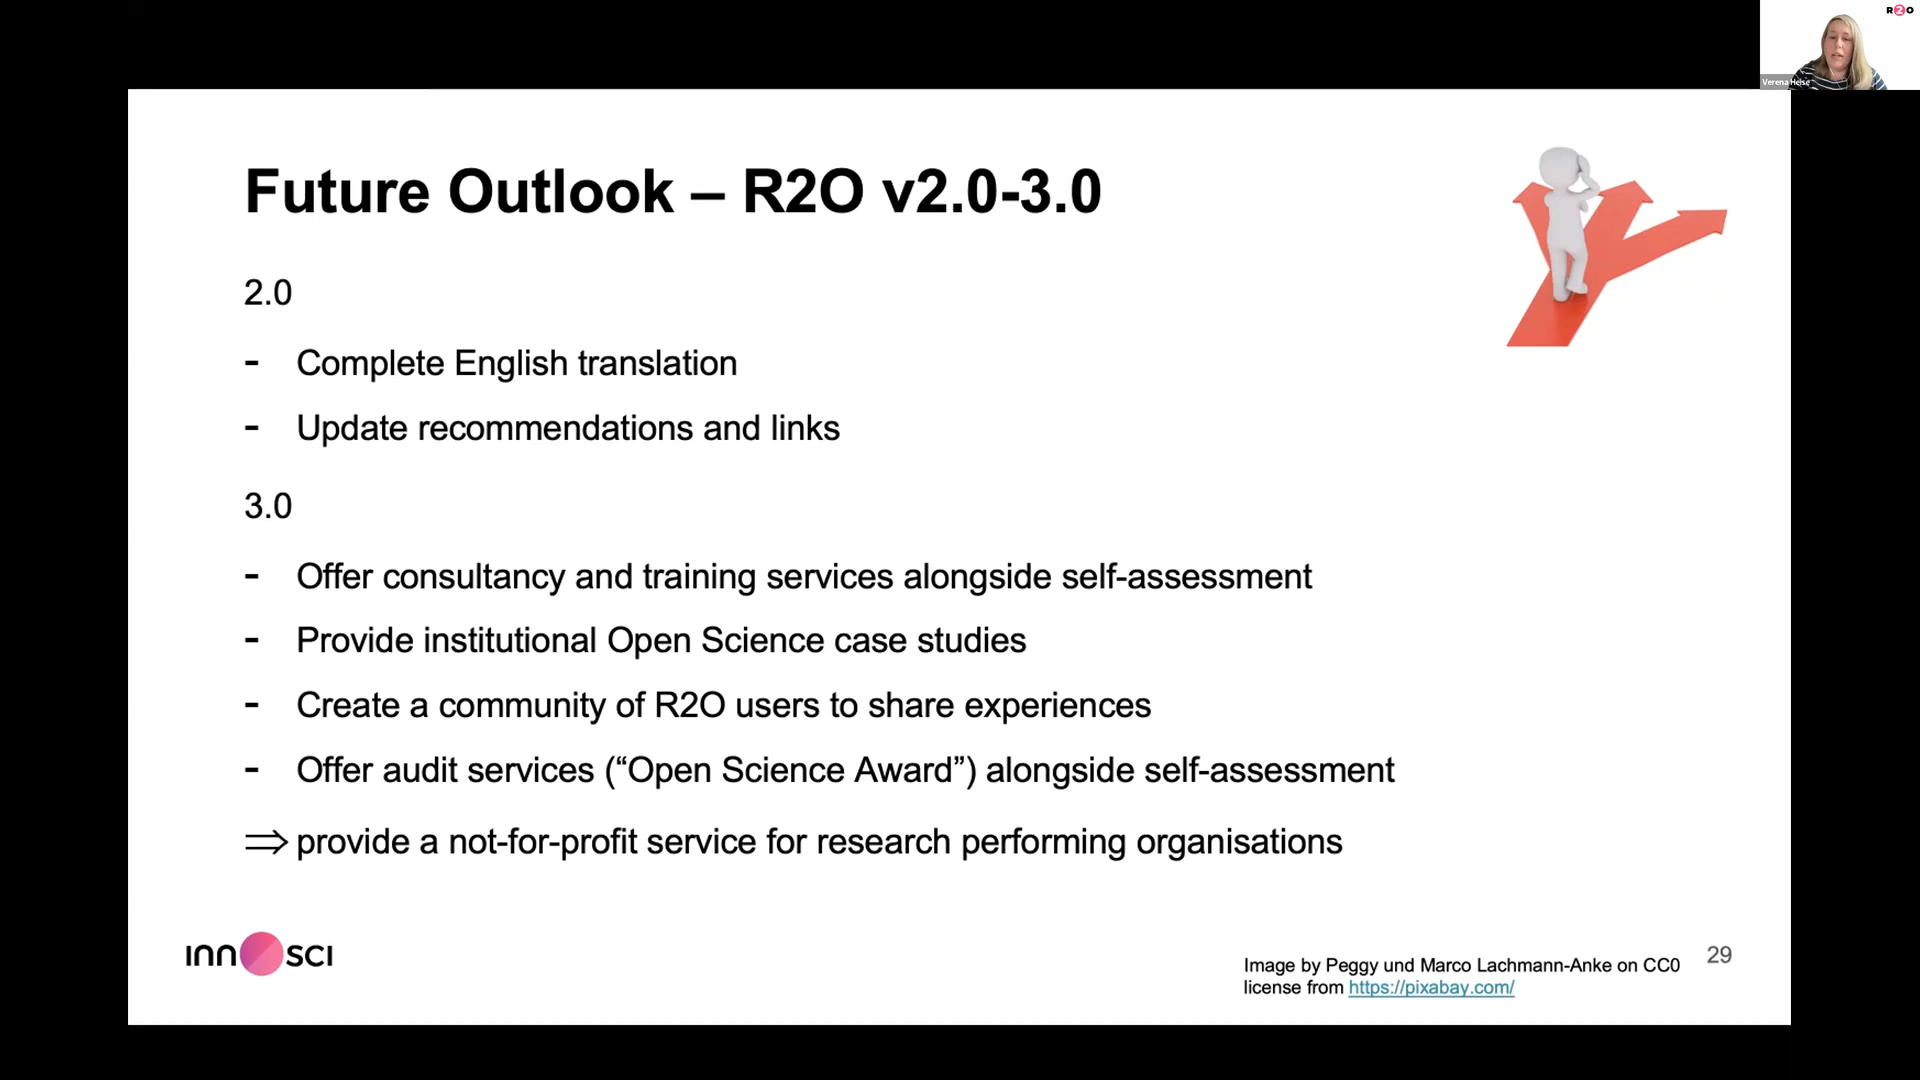 R2O
Verena Heise
Future Outlook – R2O v2.0-3.0
2.0
- Complete English translation
- Update recommendations and links
3.0
- Offer consultancy and training services alongside self-assessment
- Provide institutional Open Science case studies
- Create a community of R2O users to share experiences
- Offer audit services (“Open Science Award”) alongside self-assessment
⇒ provide a not-for-profit service for research performing organisations
INNOSCI
Image by Peggy und Marco Lachmann-Anke on CC0
license from https://pixabay.com/
29